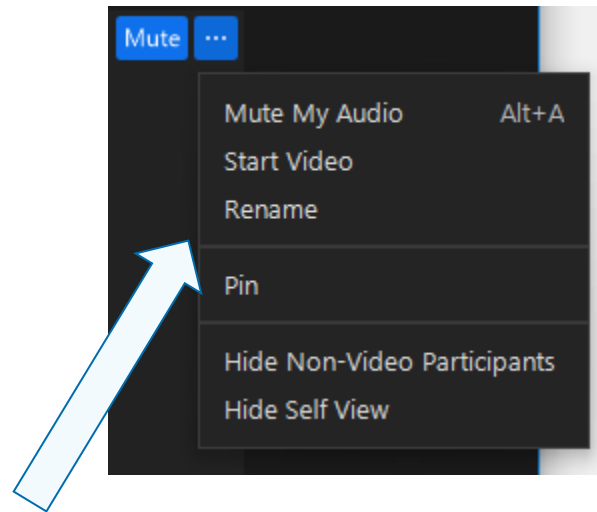 Mute ...
Mute My Audio Alt+A
Start Video
Rename
Pin
Hide Non-Video Participants
Hide Self View